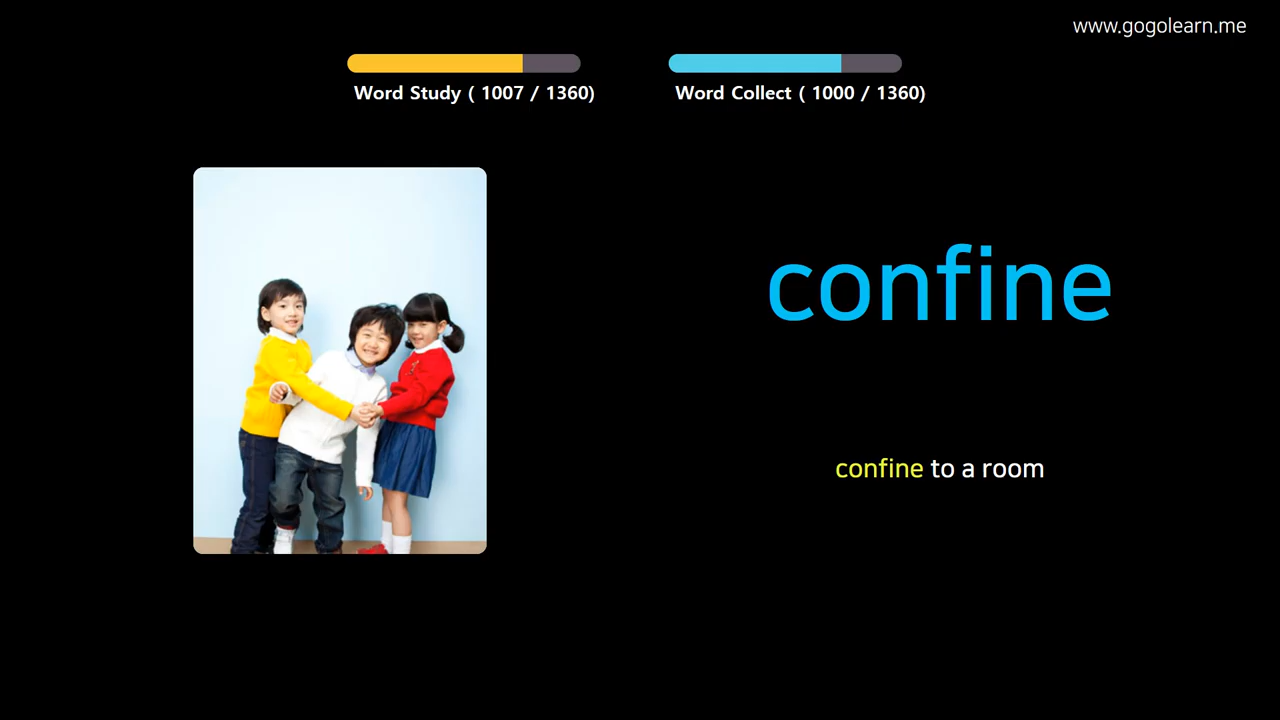 www.gogolearn.me
Word Study ( 1007 / 1360)
Word Collect ( 1000 / 1360)
confine
confine to a room